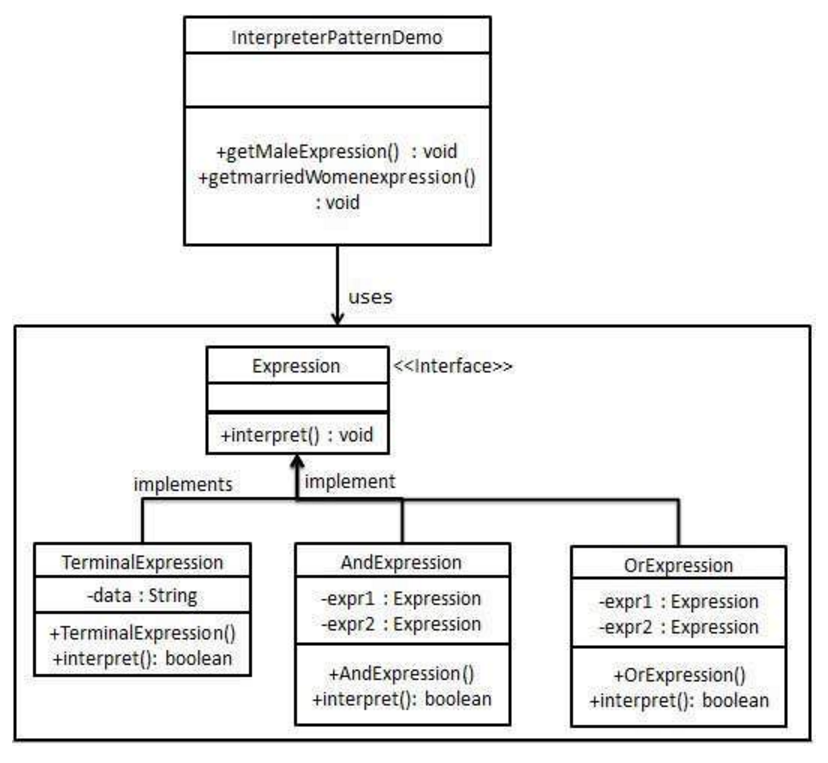 InterpreterPatternDemo
+getMaleExpression() : void
+getmarriedWomenexpression()
: void
uses
Expression
<<Interface>>
+interpret() : void
implements
implement
TerminalExpression
-data : String
+TerminalExpression()
+interpret(): boolean
AndExpression
-expr1 : Expression
-expr2 : Expression
+AndExpression()
+interpret(): boolean
OrExpression
-expr1 : Expression
-expr2 : Expression
+OrExpression()
+interpret(): boolean